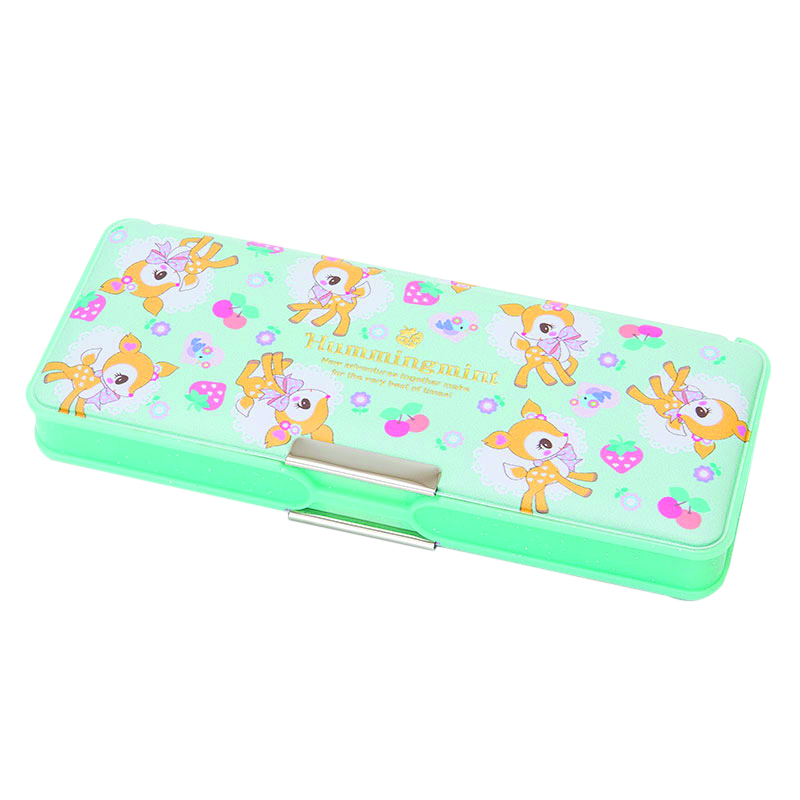 Hummingmint
New adventures together make
for the very best of times!